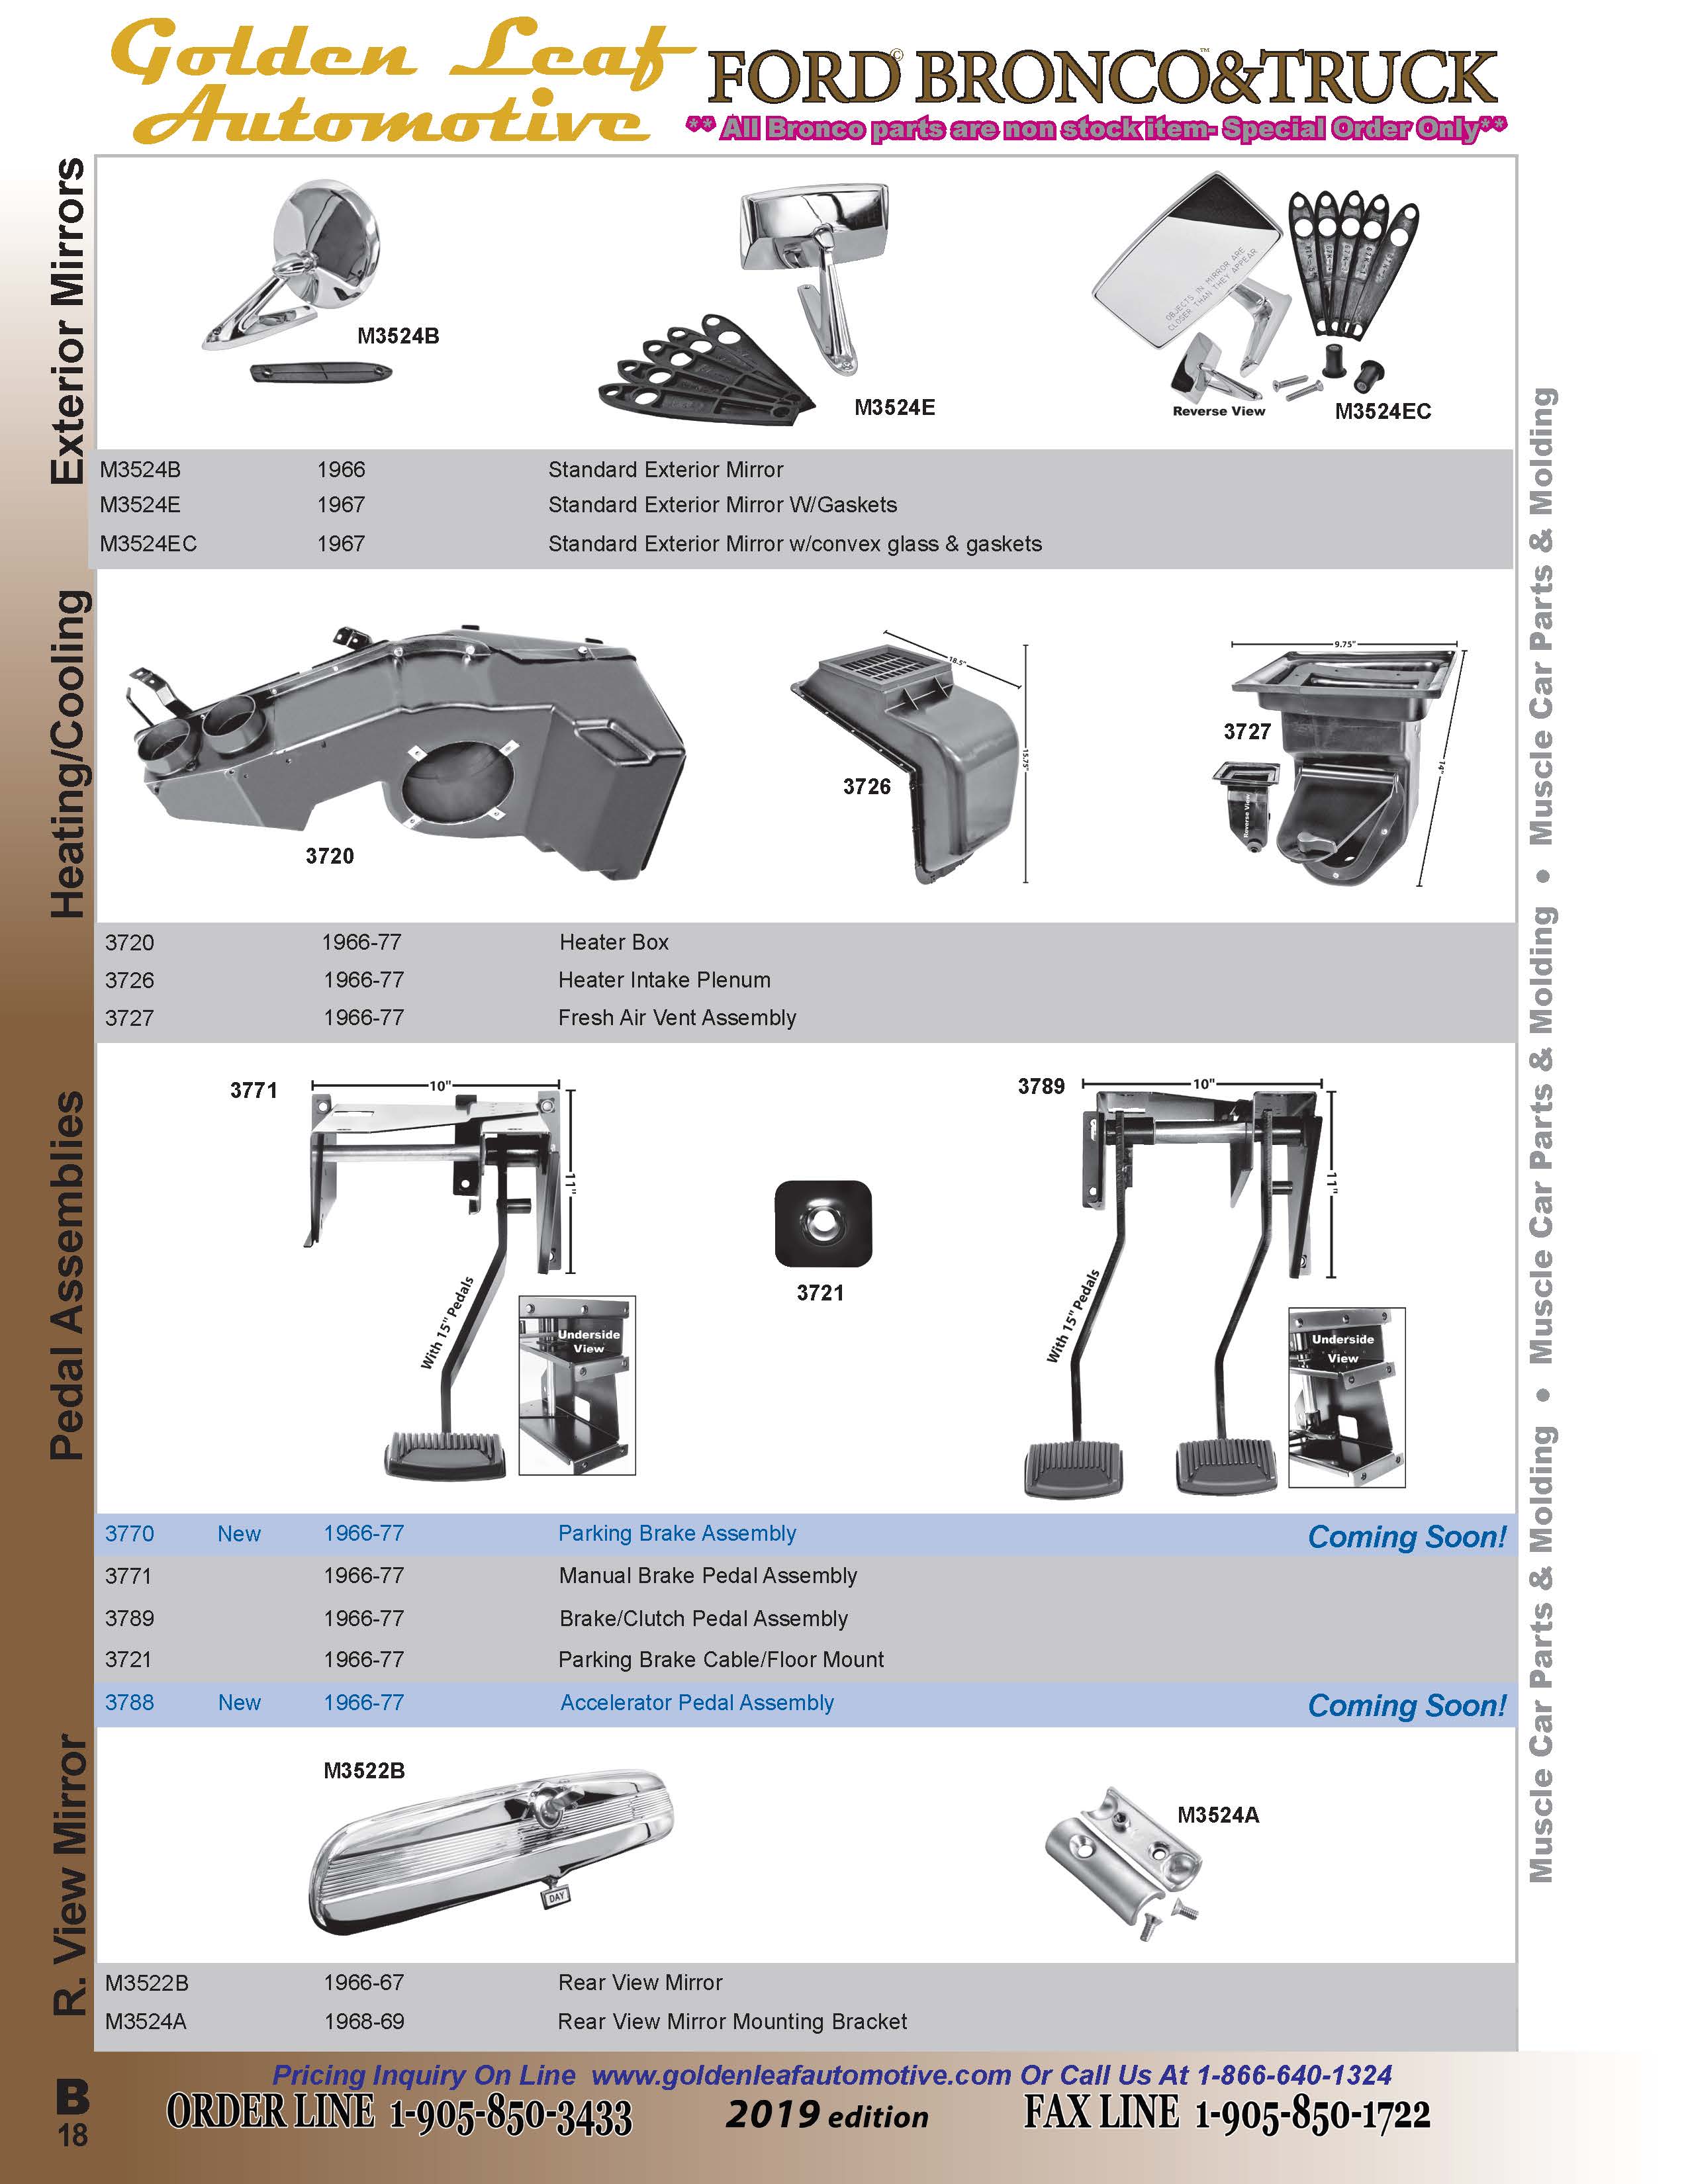 Golden Leaf
Automotive
FORD© BRONCO™&TRUCK
** All Bronco parts are non stock item- Special Order Only**
Exterior Mirrors
M3524B
M3524E
OBJECTS IN MIRROR ARE
CLOSER THAN THEY APPEAR
Reverse View
M3524EC
M3524B 1966 Standard Exterior Mirror
M3524E 1967 Standard Exterior Mirror W/Gaskets
M3524EC 1967 Standard Exterior Mirror w/convex glass & gaskets
Heating/Cooling
3720
18.5"
15.75"
3726
9.75"
14"
3727
Reverse View
3720 1966-77 Heater Box
3726 1966-77 Heater Intake Plenum
3727 1966-77 Fresh Air Vent Assembly
Pedal Assemblies
3771
10"
11"
With 15" Pedals
Underside
View
3721
3789
10"
11"
With 15" Pedals
Underside
View
3770 New 1966-77 Parking Brake Assembly Coming Soon!
3771 1966-77 Manual Brake Pedal Assembly
3789 1966-77 Brake/Clutch Pedal Assembly
3721 1966-77 Parking Brake Cable/Floor Mount
3788 New 1966-77 Accelerator Pedal Assembly Coming Soon!
R. View Mirror
M3522B
DAY
M3524A
M3522B 1966-67 Rear View Mirror
M3524A 1968-69 Rear View Mirror Mounting Bracket
Muscle Car Parts & Molding • Muscle Car Parts & Molding • Muscle Car Parts & Molding
Pricing Inquiry On Line www.goldenleafautomotive.com Or Call Us At 1-866-640-1324
B
18
ORDER LINE 1-905-850-3433
2019 edition
FAX LINE 1-905-850-1722